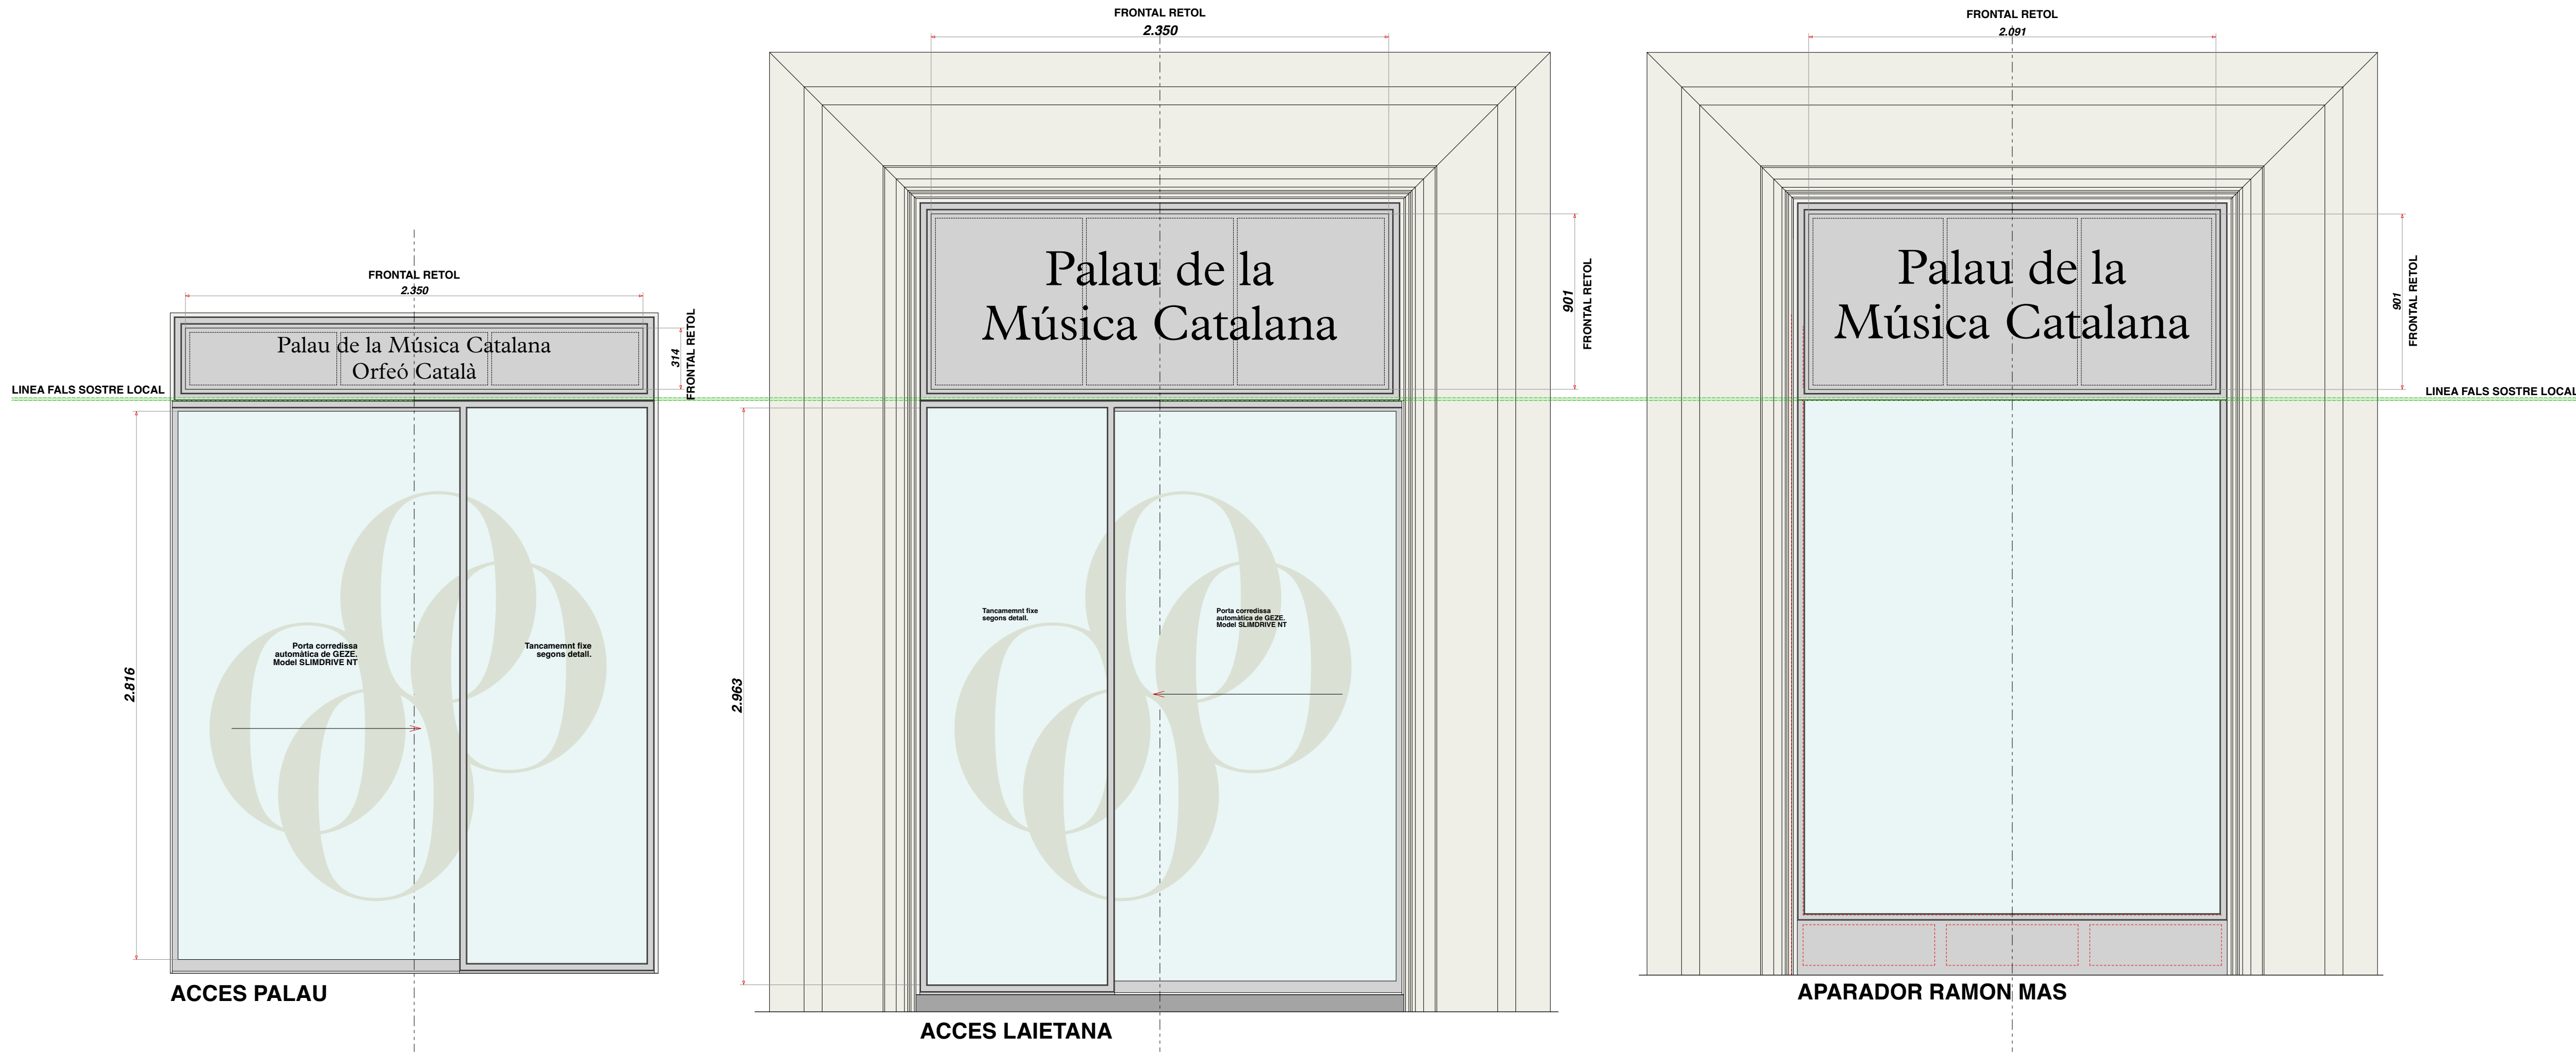 FRONTAL RETOL
2.350
FRONTAL RETOL
314
FRONTAL RETOL
Palau de la Música Catalana
Orfeó Català
LINEA FALS SOSTRE LOCAL
2.816
Porta corredissa
automàtica de GEZE.
Model SLIMDRIVE NT
Tancamemnt fixe
segons detall.
ACCES PALAU
FRONTAL RETOL
2.350
Palau de la
Música Catalana
901
FRONTAL RETOL
2.963
Tancamemnt fixe
segons detall.
Porta corredissa
automàtica de GEZE.
Model SLIMDRIVE NT
ACCES LAIETANA
FRONTAL RETOL
2.091
Palau de la
Música Catalana
901
FRONTAL RETOL
LINEA FALS SOSTRE LOCAL
APARADOR RAMON MAS